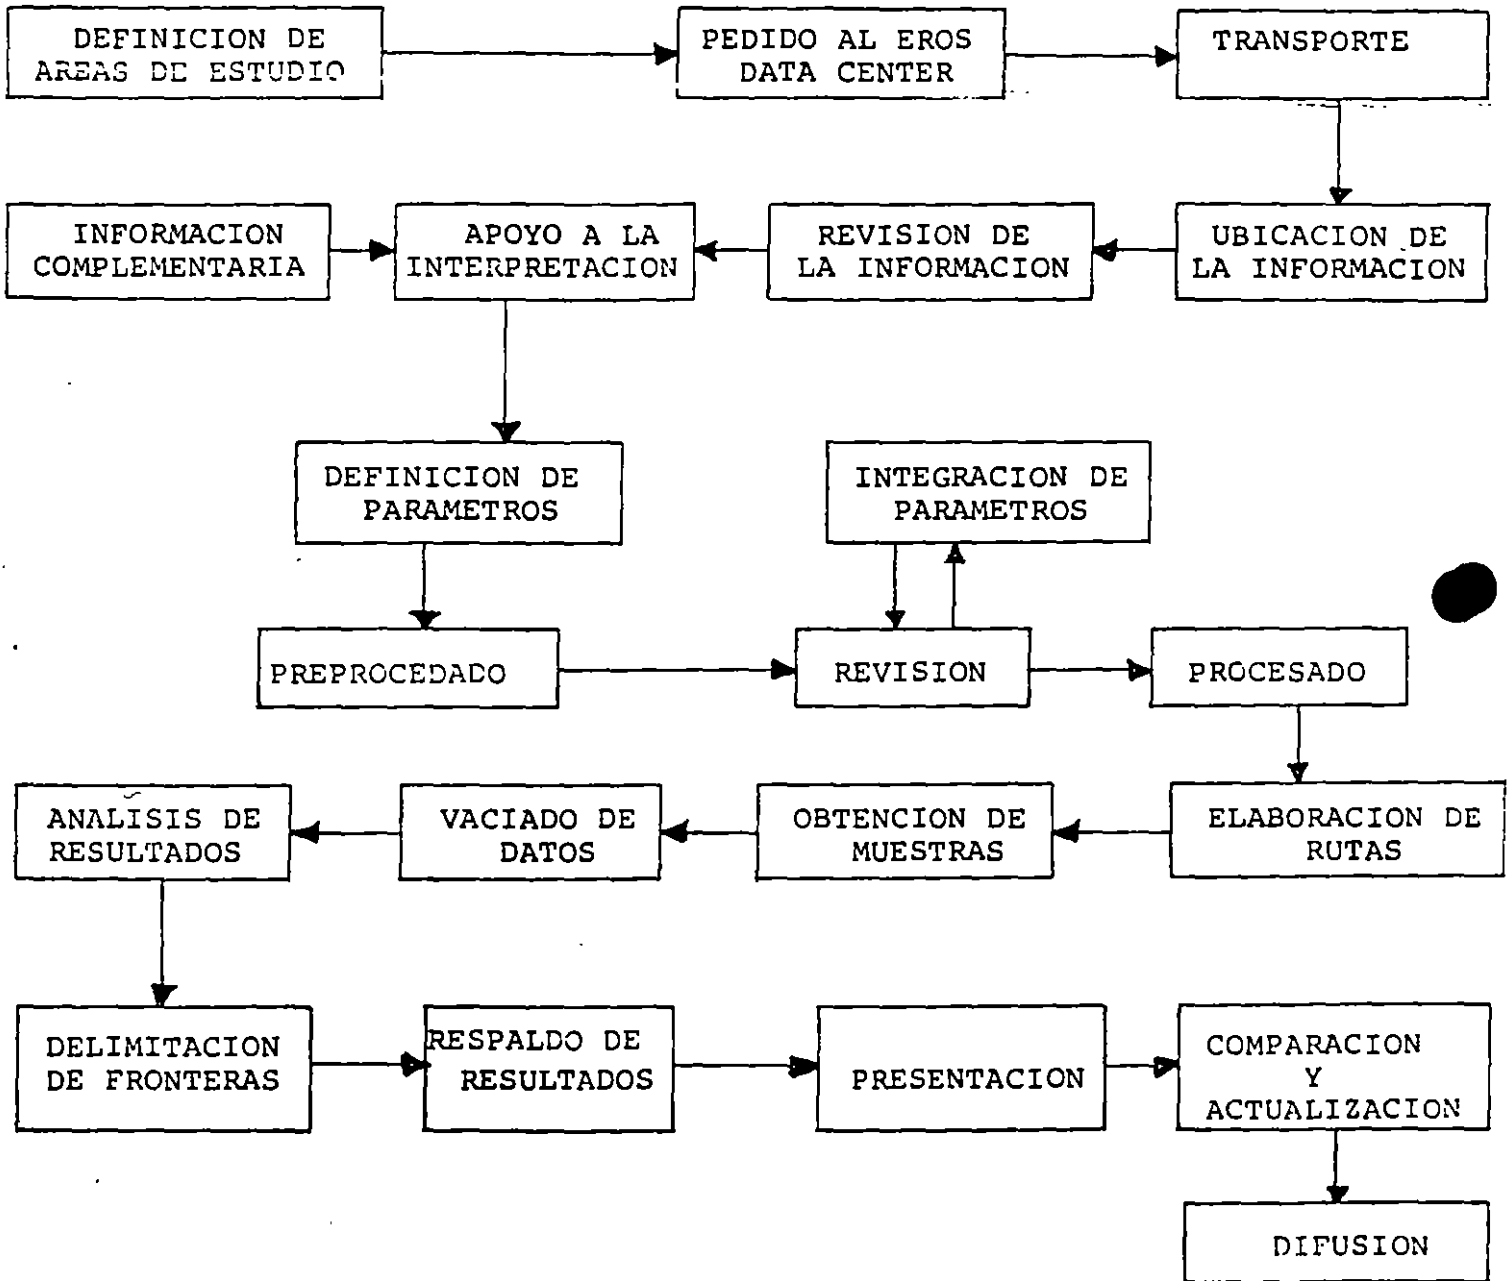 DEFINICION DE
AREAS DE ESTUDIO
PEDIDO AL EROS
DATA CENTER
TRANSPORTE
INFORMACION
COMPLEMENTARIA
APOYO A LA
INTERPRETACION
REVISION DE
LA INFORMACION
UBICACION DE
LA INFORMACION
DEFINICION DE
PARAMETROS
INTEGRACION DE
PARAMETROS
PREPROCEDADO
REVISION
PROCESADO
ANALISIS DE
RESULTADOS
VACIADO DE
DATOS
OBTENCION DE
MUESTRAS
ELABORACION DE
RUTAS
DELIMITACION
DE FRONTERAS
RESPALDO DE
RESULTADOS
PRESENTACION
COMPARACION
Y
ACTUALIZACION
DIFUSION